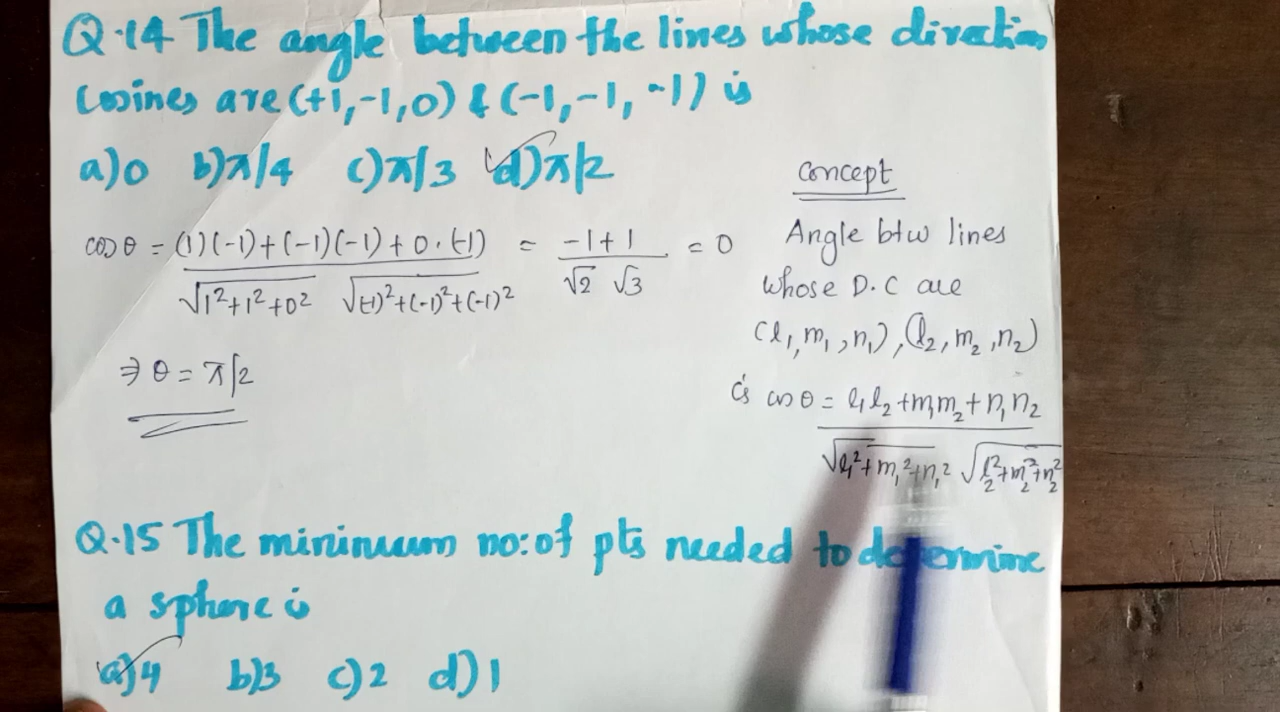 Q.14 The angle between the lines whose direction
cosines are (+1,-1,0) & (-1,-1,-1) is
a)0 b)π/4 c)π/3 d)π/2
cos θ = (1)(-1)+(-1)(-1)+0.(-1) / √1²+1²+0² √(-1)²+(-1)²+(-1)² = -1+1 / √2 √3 = 0
⇒ θ = π/2
Concept
Angle btw lines
whose D.C are
(l₁,m₁,n₁),(l₂,m₂,n₂)
is cos θ = l₁l₂+m₁m₂+n₁n₂
√l₁²+m₁²+n₁² √l₂²+m₂²+n₂²
Q.15 The minimum no:of pts needed to determine
a sphere is
a)4 b)3 c)2 d)1